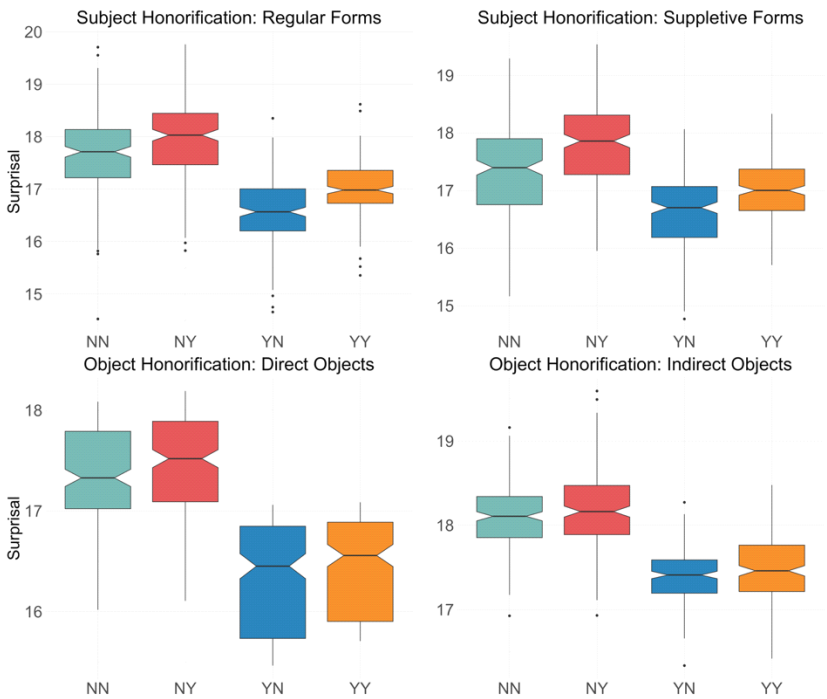 Subject Honorification: Regular Forms
20
19
18
17
16
15
Surprisal
NN NY YN YY
Subject Honorification: Suppletive Forms
19
18
17
16
15
NN NY YN YY
Object Honorification: Direct Objects
18
17
16
Surprisal
NN NY YN YY
Object Honorification: Indirect Objects
19
18
17
NN NY YN YY